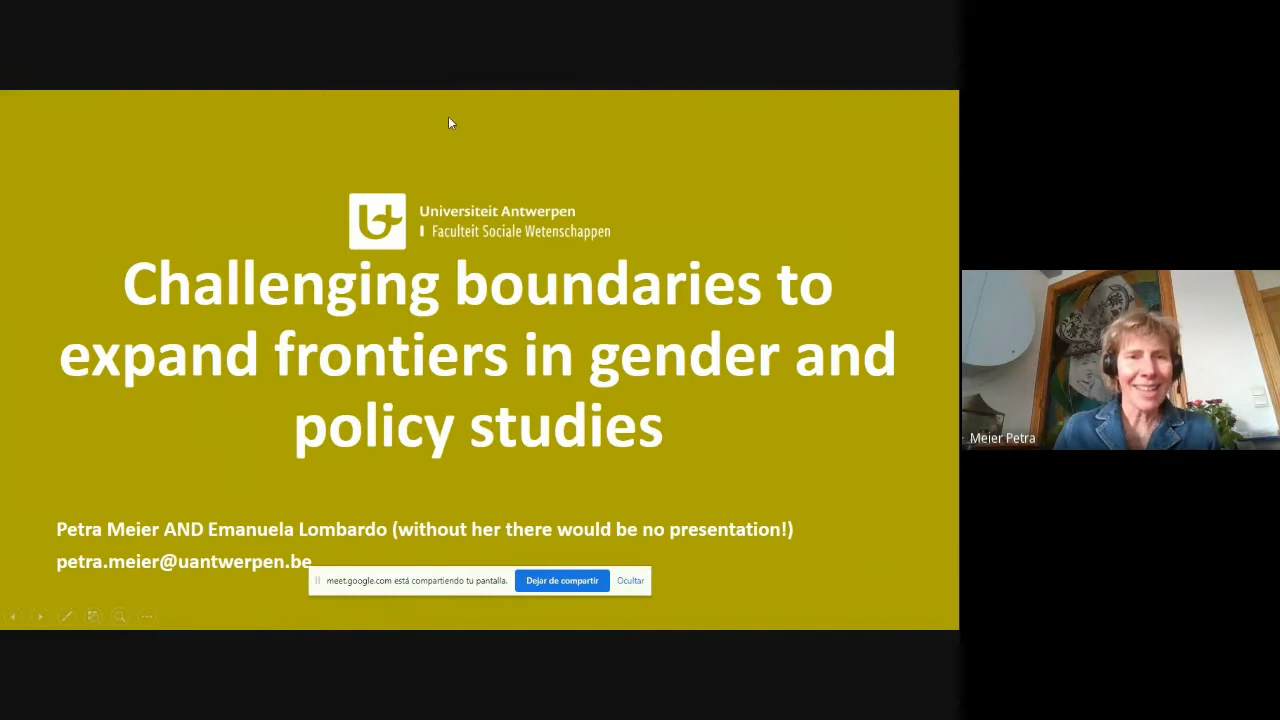 Universiteit Antwerpen
Faculteit Sociale Wetenschappen
Challenging boundaries to
expand frontiers in gender and
policy studies
Petra Meier AND Emanuela Lombardo (without her there would be no presentation!)
petra.meier@uantwerpen.be
meet.google.com está compartiendo tu pantalla. Dejar de compartir Ocultar
Meier Petra